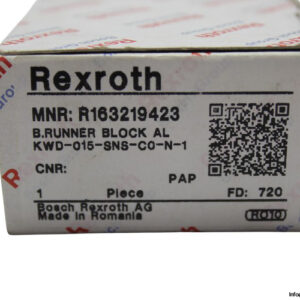 Rexroth
MNR: R163219423
B.RUNNER BLOCK AL
KWD-015-SNS-C0-N-1
CNR:
PAP
1 Piece FD: 720
Bosch Rexroth AG
Made in Romania
RO10